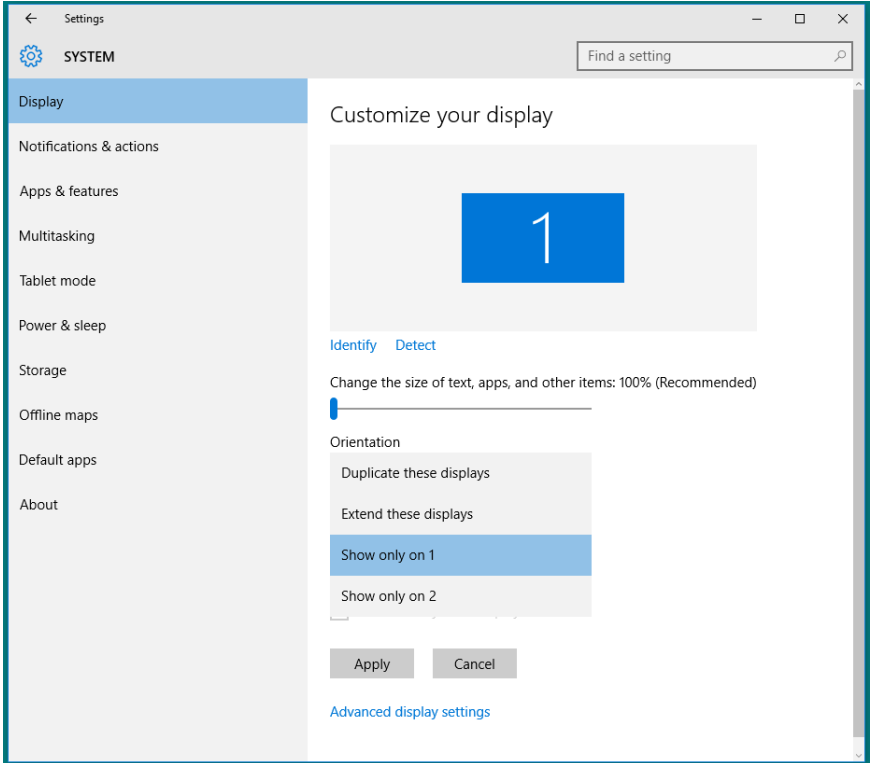 Settings
SYSTEM
Find a setting
Display
Notifications & actions
Apps & features
Multitasking
Tablet mode
Power & sleep
Storage
Offline maps
Default apps
About
Customize your display
1
Identify Detect
Change the size of text, apps, and other items: 100% (Recommended)
Orientation
Duplicate these displays
Extend these displays
Show only on 1
Show only on 2
Apply Cancel
Advanced display settings